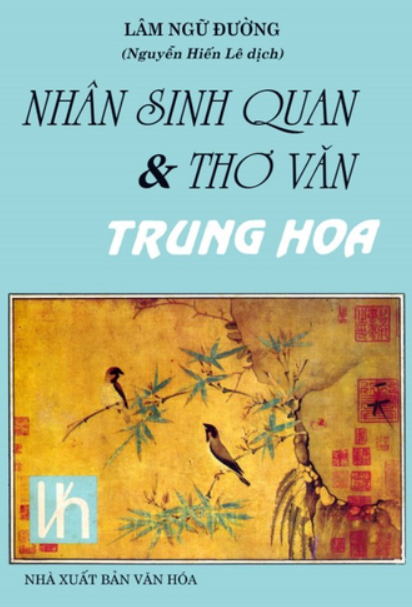 LÂM NGỮ ĐƯỜNG
(Nguyễn Hiến Lê dịch)
NHÂN SINH QUAN
& THƠ VĂN
TRUNG HOA
NHÀ XUẤT BẢN VĂN HÓA